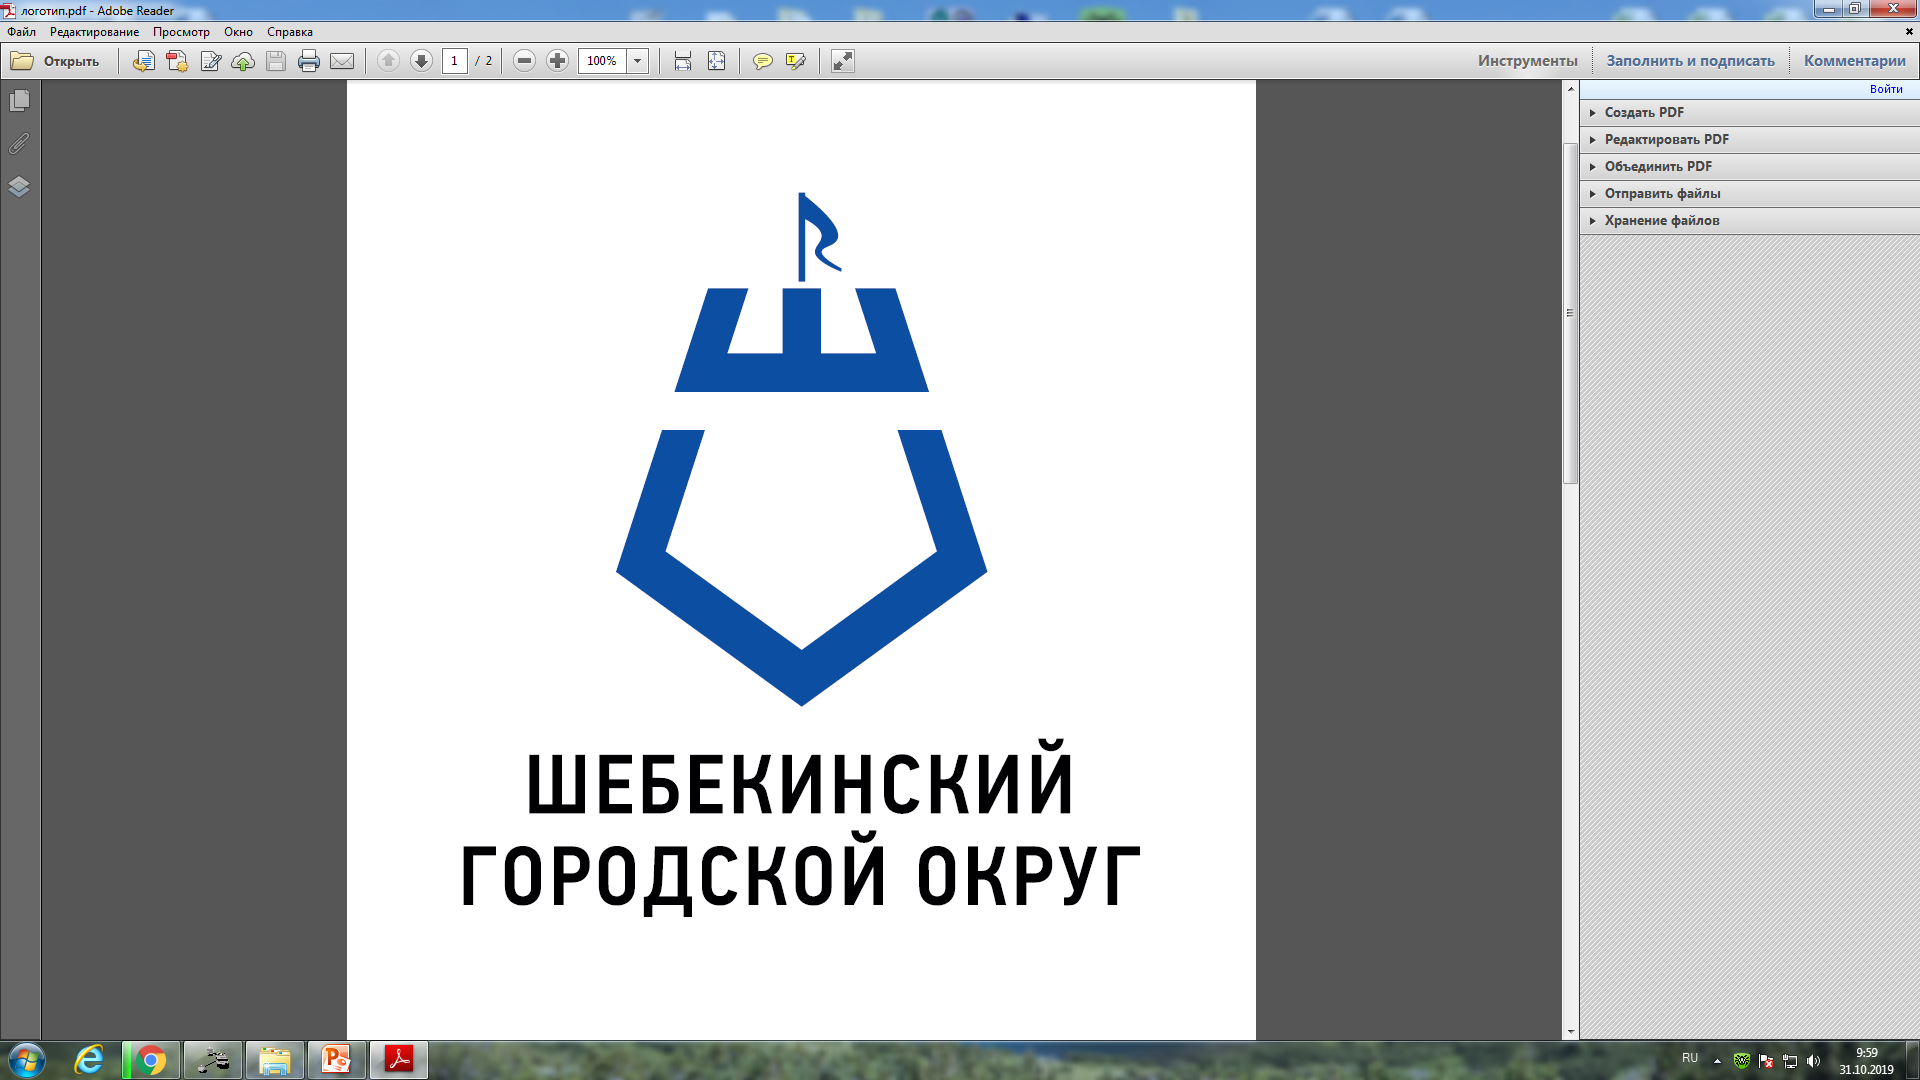 логотип.pdf - Adobe Reader
Файл Редактирование Просмотр Окно Справка
Открыть 1 / 2 100% Инструменты Заполнить и подписать Комментарии
Войти
Создать PDF
Редактировать PDF
Объединить PDF
Отправить файлы
Хранение файлов
ШЕБЕКИНСКИЙ
ГОРОДСКОЙ ОКРУГ
RU 9:59
31.10.2019